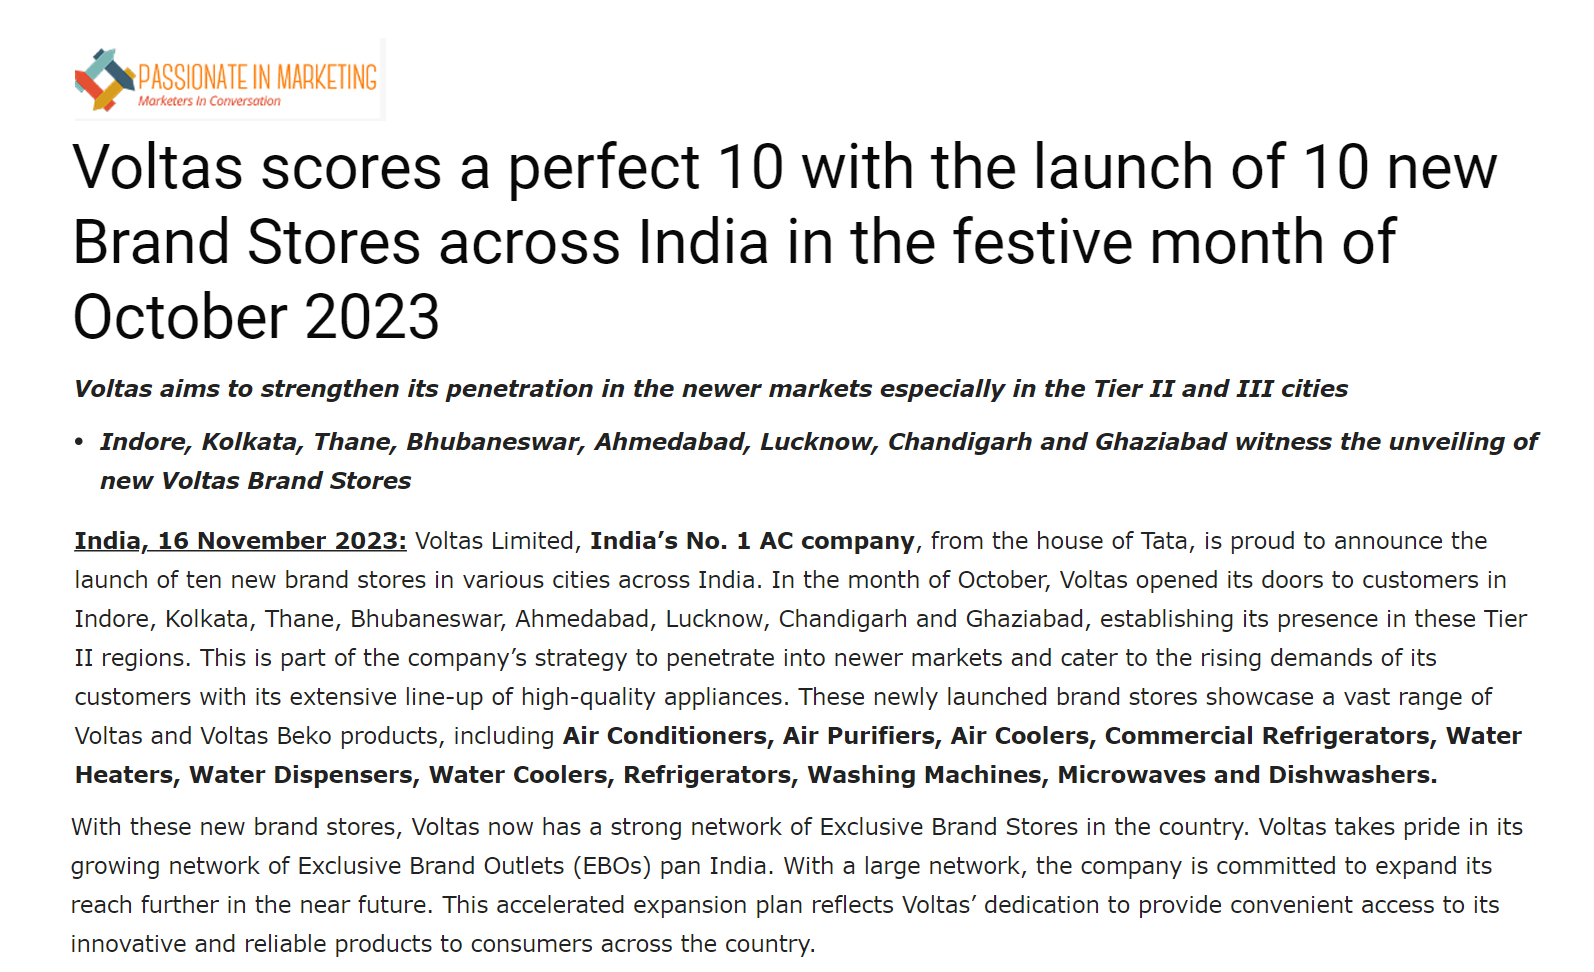 PASSIONATE IN MARKETING
Marketers In Conversation
Voltas scores a perfect 10 with the launch of 10 new
Brand Stores across India in the festive month of
October 2023
Voltas aims to strengthen its penetration in the newer markets especially in the Tier II and III cities
• Indore, Kolkata, Thane, Bhubaneswar, Ahmedabad, Lucknow, Chandigarh and Ghaziabad witness the unveiling of
new Voltas Brand Stores
India, 16 November 2023: Voltas Limited, India’s No. 1 AC company, from the house of Tata, is proud to announce the
launch of ten new brand stores in various cities across India. In the month of October, Voltas opened its doors to customers in
Indore, Kolkata, Thane, Bhubaneswar, Ahmedabad, Lucknow, Chandigarh and Ghaziabad, establishing its presence in these Tier
II regions. This is part of the company’s strategy to penetrate into newer markets and cater to the rising demands of its
customers with its extensive line-up of high-quality appliances. These newly launched brand stores showcase a vast range of
Voltas and Voltas Beko products, including Air Conditioners, Air Purifiers, Air Coolers, Commercial Refrigerators, Water
Heaters, Water Dispensers, Water Coolers, Refrigerators, Washing Machines, Microwaves and Dishwashers.
With these new brand stores, Voltas now has a strong network of Exclusive Brand Stores in the country. Voltas takes pride in its
growing network of Exclusive Brand Outlets (EBOs) pan India. With a large network, the company is committed to expand its
reach further in the near future. This accelerated expansion plan reflects Voltas’ dedication to provide convenient access to its
innovative and reliable products to consumers across the country.